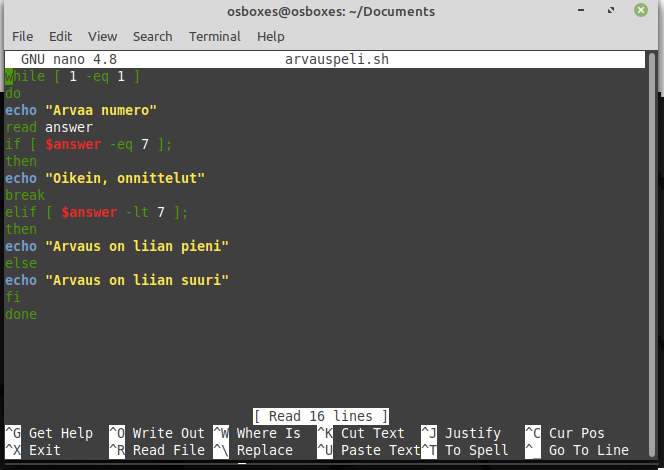 osboxes@osboxes: ~/Documents
File Edit View Search Terminal Help
GNU nano 4.8 arvauspeli.sh
while [ 1 -eq 1 ]
do
echo "Arvaa numero"
read answer
if [ $answer -eq 7 ];
then
echo "Oikein, onnittelut"
break
elif [ $answer -lt 7 ];
then
echo "Arvaus on liian pieni"
else
echo "Arvaus on liian suuri"
fi
done
[ Read 16 lines ]
^G Get Help ^O Write Out ^W Where Is ^K Cut Text ^J Justify ^C Cur Pos
^X Exit ^R Read File ^\ Replace ^U Paste Text ^T To Spell ^_ Go To Line